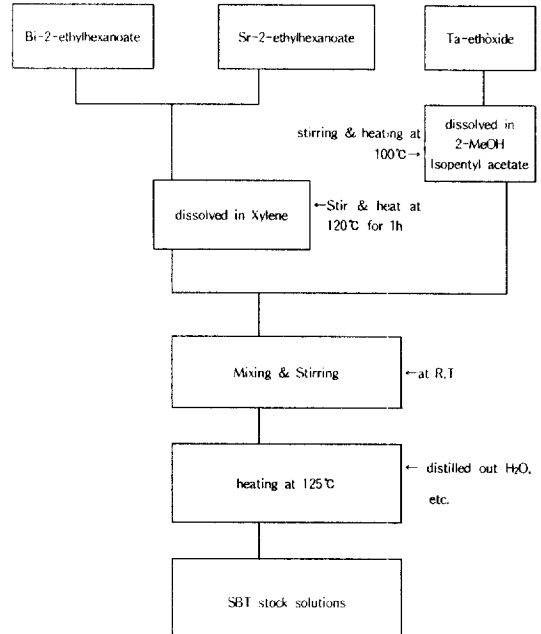 Bi-2-ethylhexanoate
Sr-2-ethylhexanoate
Ta-ethoxide
stirring & heating at
100℃→
dissolved in
2-MeOH
Isopentyl acetate
dissolved in Xylene
←Stir & heat at
120℃ for 1h
Mixing & Stirring
←at R.T
heating at 125℃
← distilled out H₂O,
etc.
SBT stock solutions